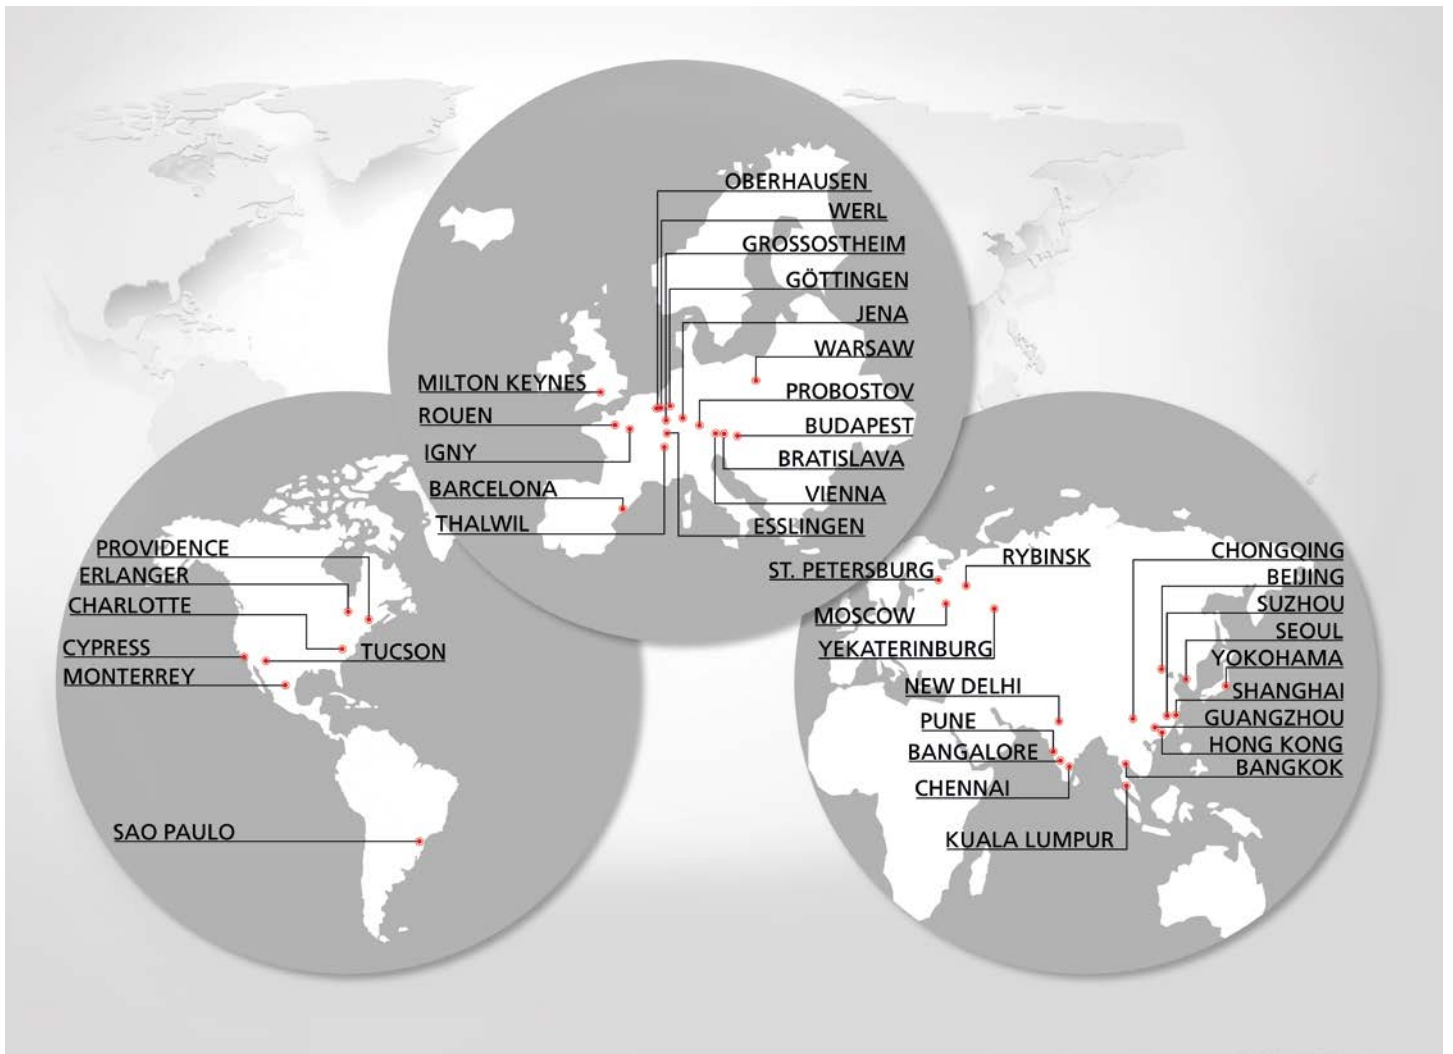 OBERHAUSEN
WERL
GROSSOSTHEIM
GÖTTINGEN
JENA
WARSAW
MILTON KEYNES
PROBOSTOV
ROUEN
BUDAPEST
IGNY
BRATISLAVA
BARCELONA
VIENNA
THALWIL
ESSLINGEN
PROVIDENCE
ERLANGER
CHARLOTTE
CYPRESS
TUCSON
MONTERREY
SAO PAULO
ST. PETERSBURG
RYBINSK
CHONGQING
BEIJING
MOSCOW
SUZHOU
YEKATERINBURG
SEOUL
YOKOHAMA
NEW DELHI
SHANGHAI
PUNE
GUANGZHOU
BANGALORE
HONG KONG
BANGKOK
CHENNAI
KUALA LUMPUR